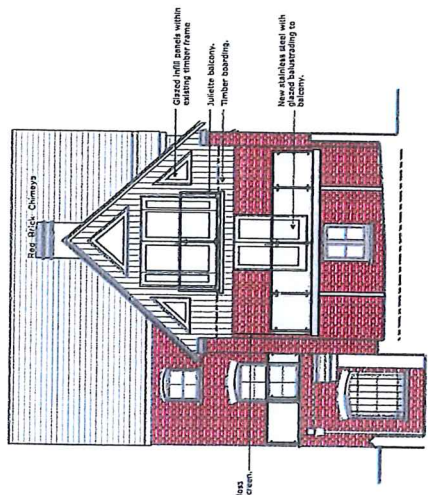 Red Brick Chimeys
Glazed infill panels within
existing timber frame
Juliette balcony.
Timber boarding.
New stainless steel with
glazed balustrading to
balcony.